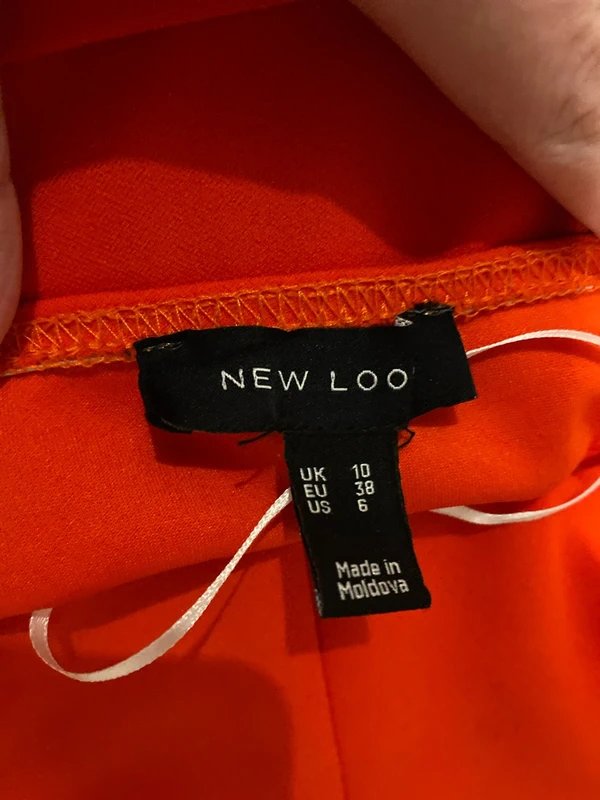 NEW LOO
UK 10
EU 38
US 6
Made in
Moldova